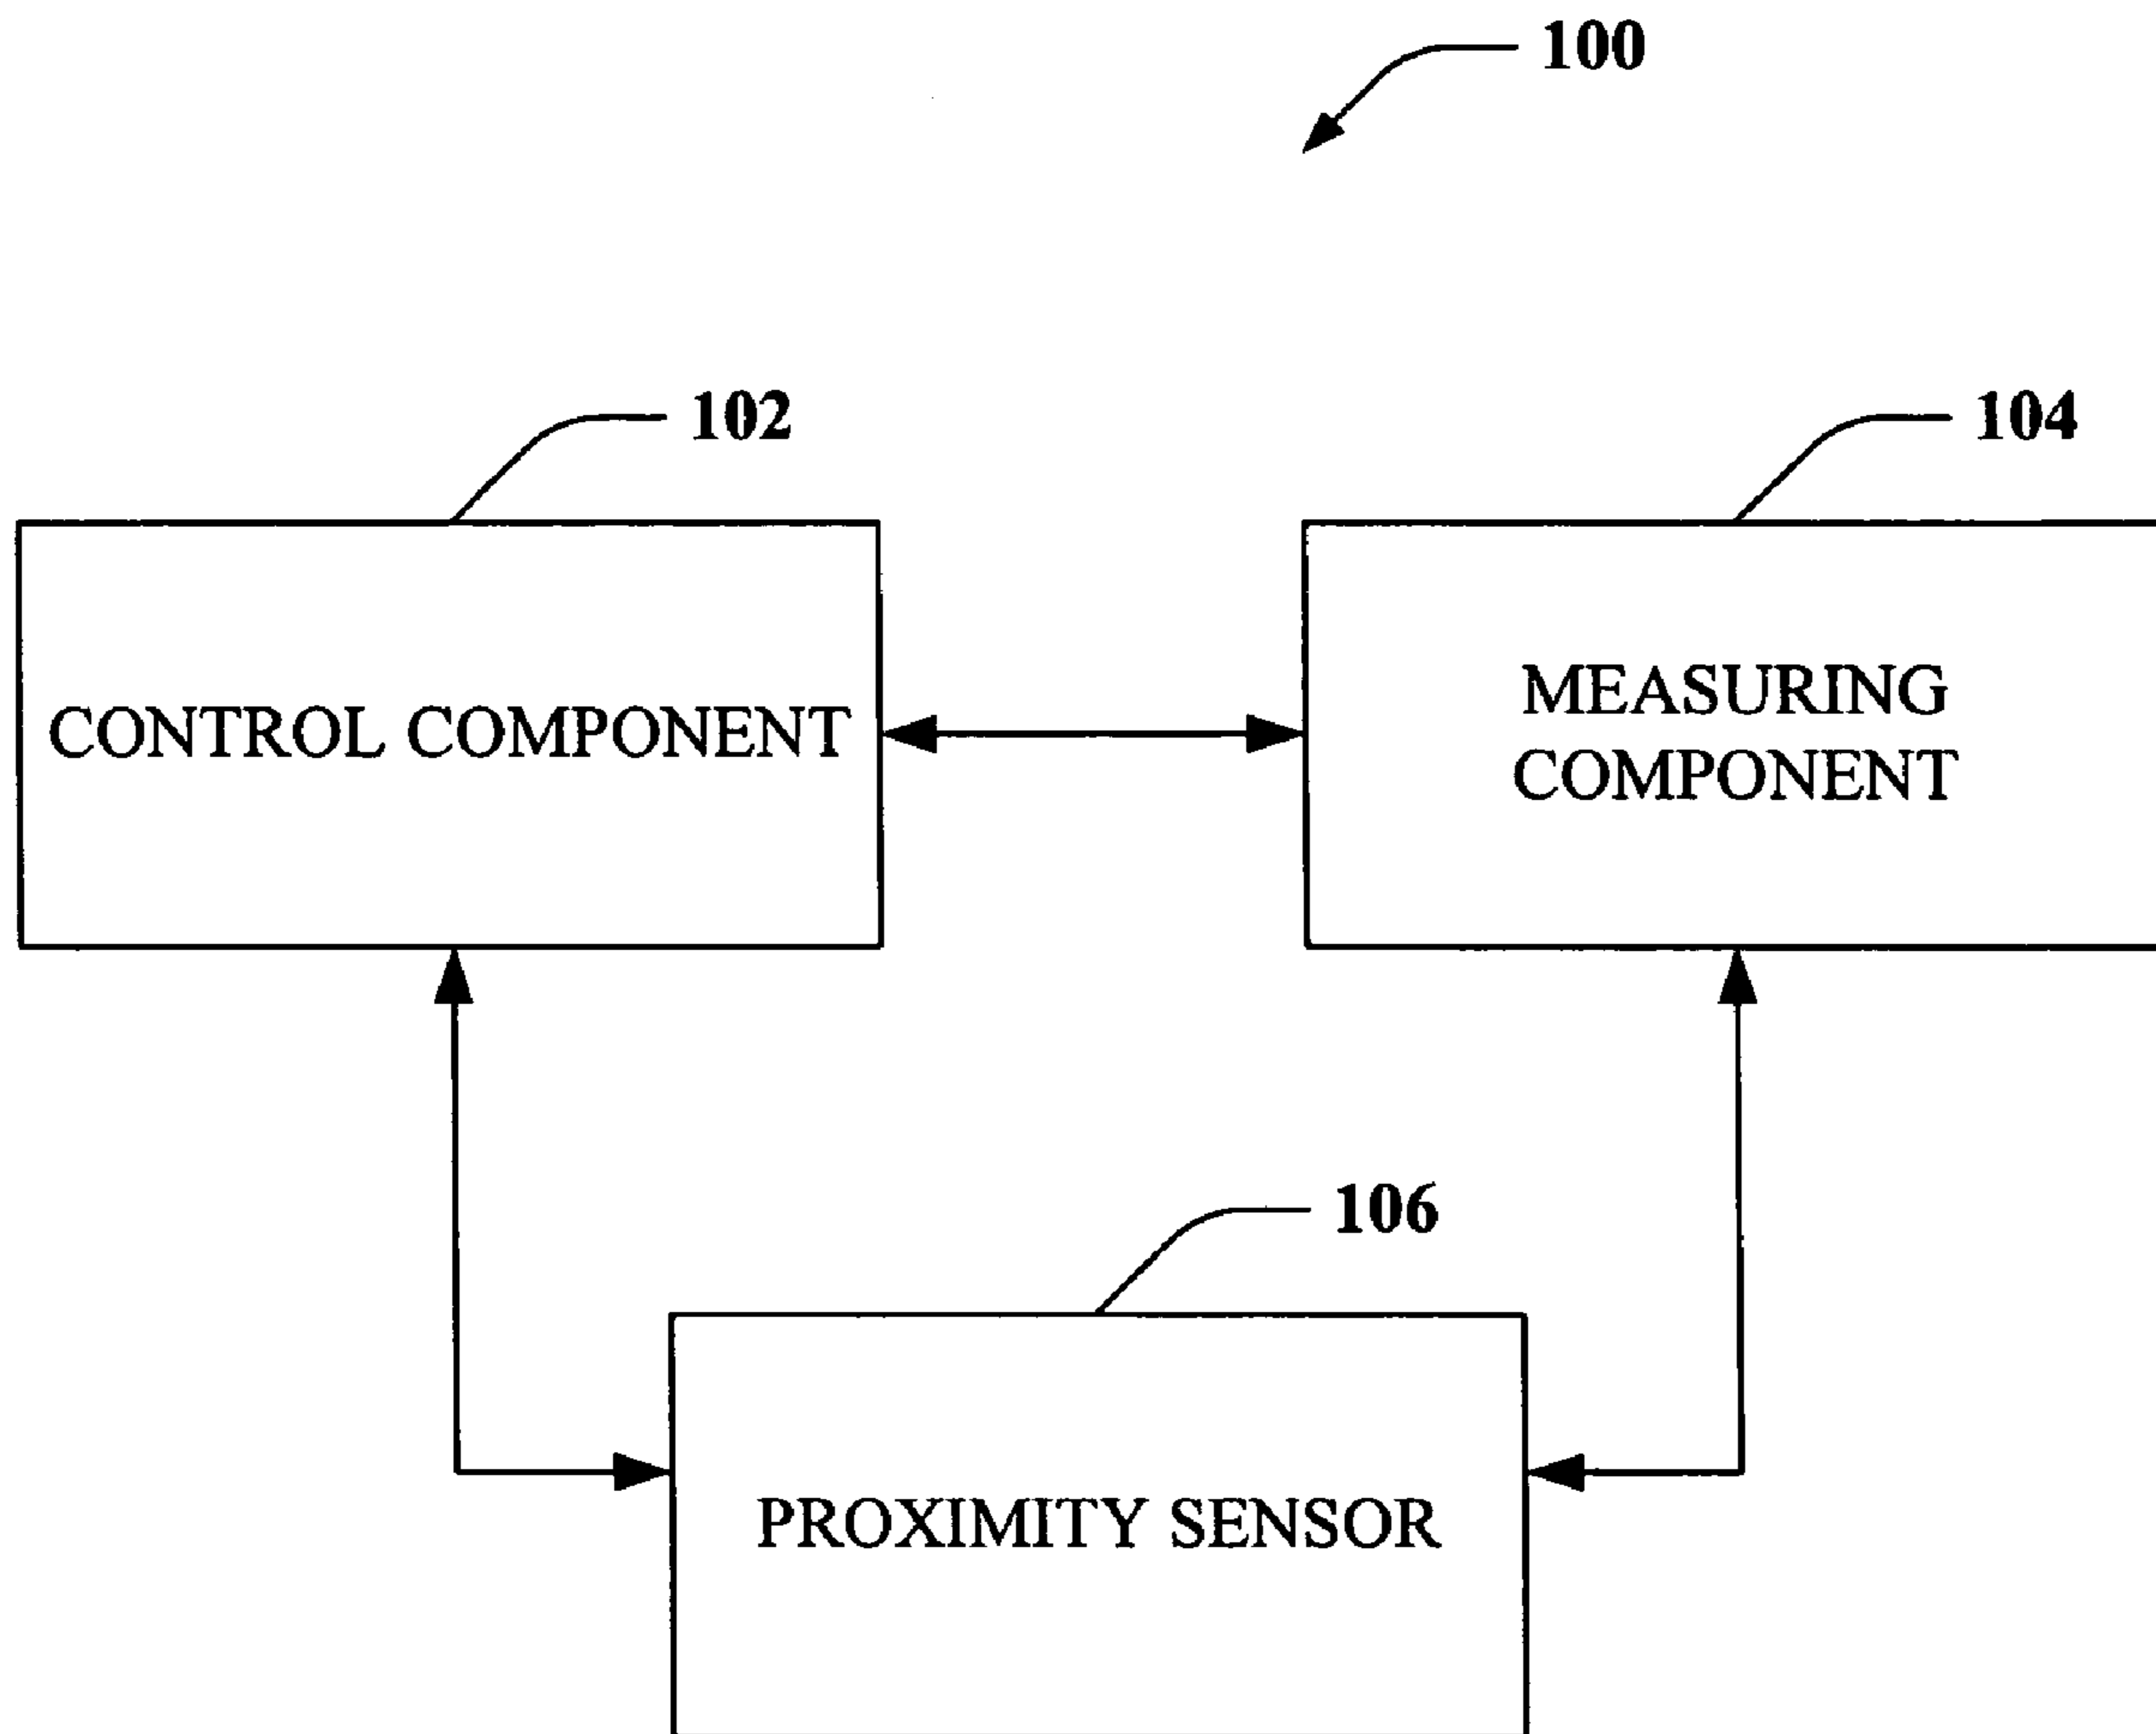 100
102
104
CONTROL COMPONENT
MEASURING
COMPONENT
106
PROXIMITY SENSOR